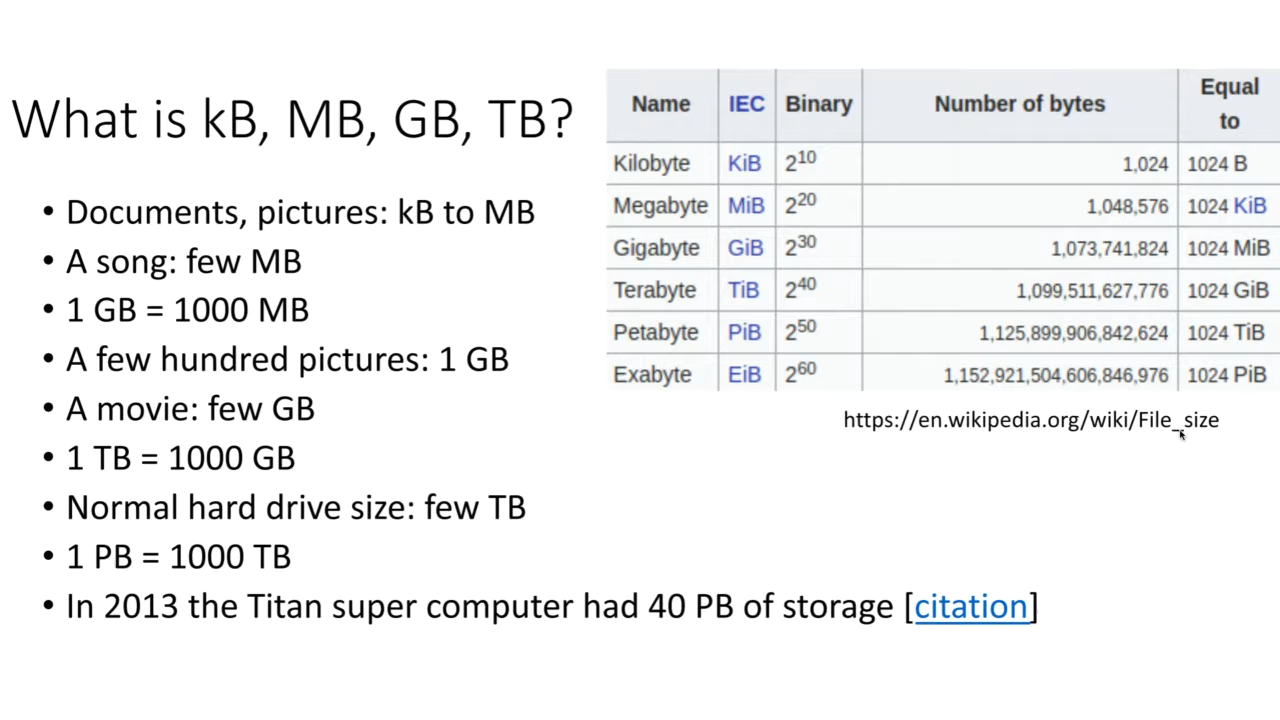 What is kB, MB, GB, TB?
• Documents, pictures: kB to MB
• A song: few MB
• 1 GB = 1000 MB
• A few hundred pictures: 1 GB
• A movie: few GB
• 1 TB = 1000 GB
• Normal hard drive size: few TB
• 1 PB = 1000 TB
• In 2013 the Titan super computer had 40 PB of storage [citation]
Name IEC Binary Number of bytes Equal to
Kilobyte KiB 2^10 1,024 1024 B
Megabyte MiB 2^20 1,048,576 1024 KiB
Gigabyte GiB 2^30 1,073,741,824 1024 MiB
Terabyte TiB 2^40 1,099,511,627,776 1024 GiB
Petabyte PiB 2^50 1,125,899,906,842,624 1024 TiB
Exabyte EiB 2^60 1,152,921,504,606,846,976 1024 PiB
https://en.wikipedia.org/wiki/File_size